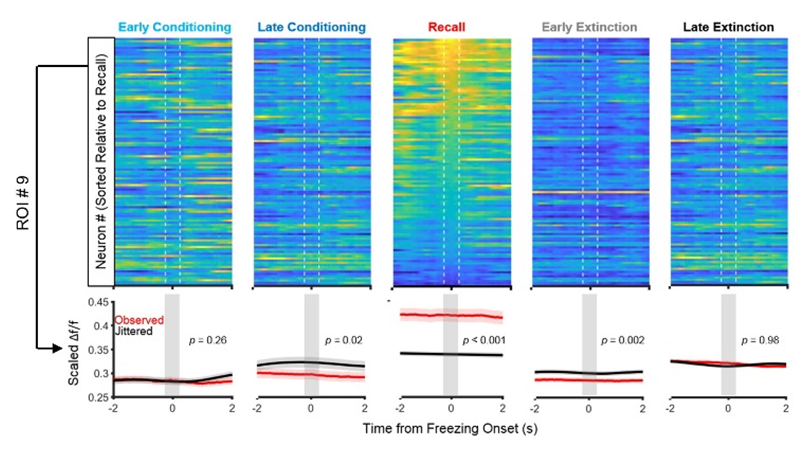 Early Conditioning
Late Conditioning
Recall
Early Extinction
Late Extinction
ROI # 9
Neuron # (Sorted Relative to Recall)
Scaled Δf/f
0.45
0.4
0.35
0.3
0.25
Observed
Jittered
p = 0.26
p = 0.02
p < 0.001
p = 0.002
p = 0.98
-2 0 2
-2 0 2
-2 0 2
-2 0 2
-2 0 2
Time from Freezing Onset (s)